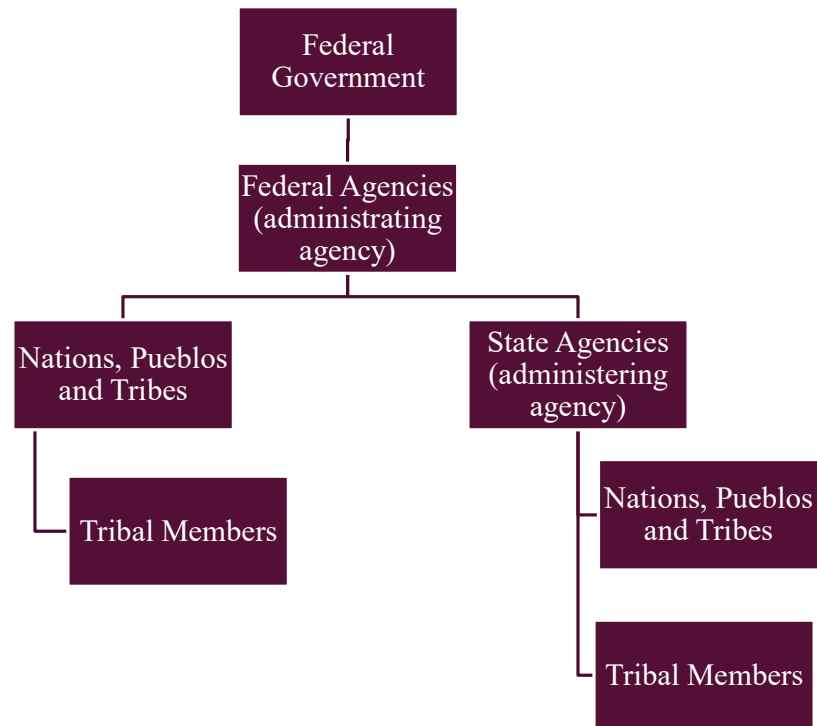 Federal
Government
Federal Agencies
(administrating
agency)
Nations, Pueblos
and Tribes
State Agencies
(administering
agency)
Tribal Members
Nations, Pueblos
and Tribes
Tribal Members